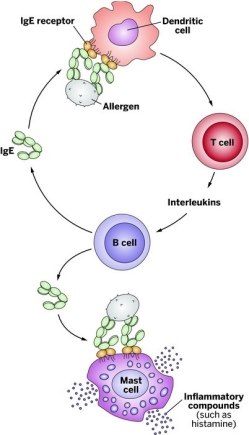 IgE receptor
Dendritic
cell
Allergen
T cell
IgE
Interleukins
B cell
Mast
cell
Inflammatory
compounds
(such as
histamine)